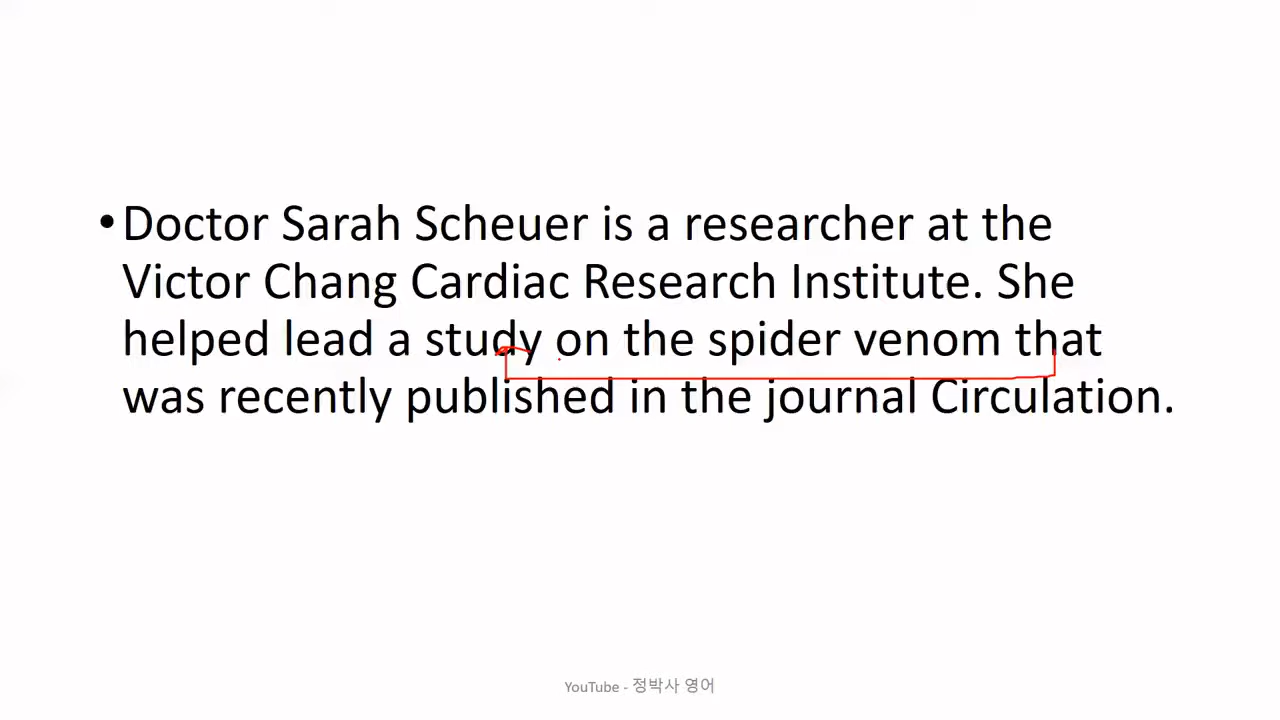 •Doctor Sarah Scheuer is a researcher at the
Victor Chang Cardiac Research Institute. She
helped lead a study on the spider venom that
was recently published in the journal Circulation.
YouTube - 정박사 영어